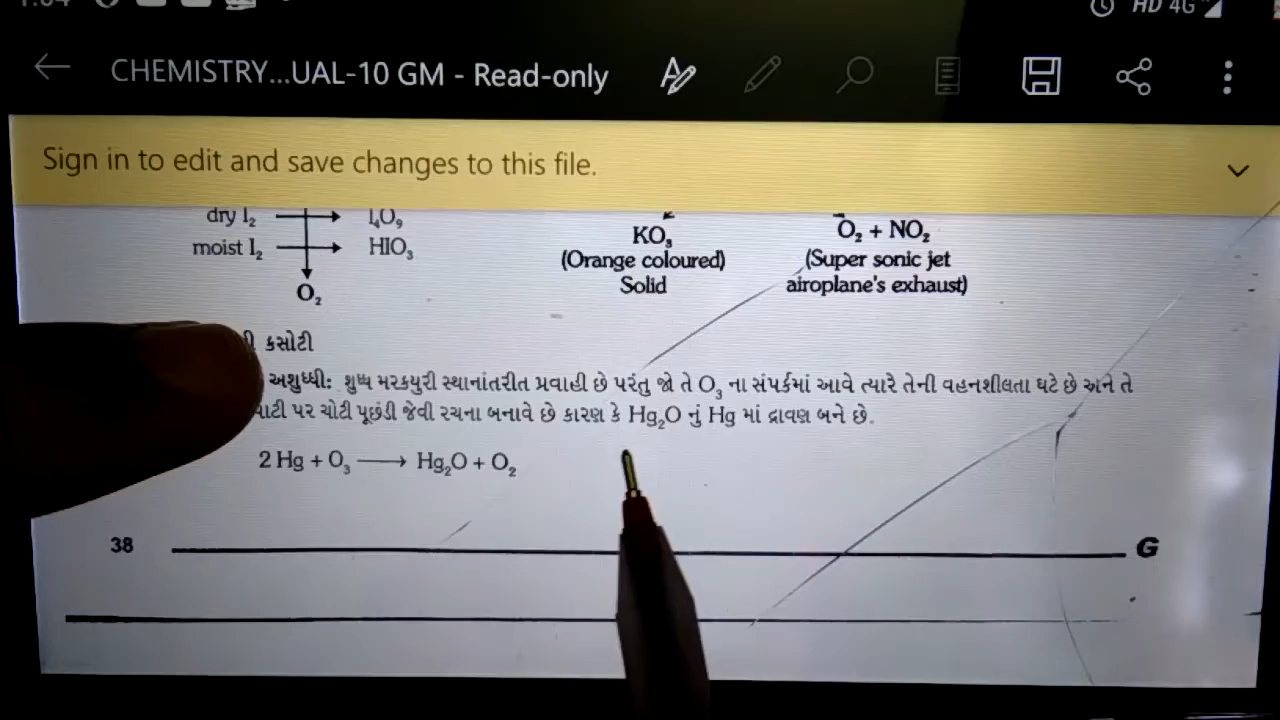 HD 4G
CHEMISTRY...UAL-10 GM - Read-only
Sign in to edit and save changes to this file.
dry I₂ → I₄O₉
moist I₂ → HIO₃
O₂
KO₃
(Orange coloured)
Solid
O₂ + NO₂
(Super sonic jet
airoplane's exhaust)
કસોટી
અશુધ્ધી: શુધ્ધ મરકયુરી સ્થાનાંતરીત પ્રવાહી છે પરંતુ જો તે O₃ ના સંપર્કમાં આવે ત્યારે તેની વહનશીલતા ઘટે છે અને તે
પર ચોટી પૂછંડી જેવી રચના બનાવે છે કારણ કે Hg₂O નું Hg માં દ્રાવણ બને છે.
2 Hg + O₃ ⟶ Hg₂O + O₂
38 G